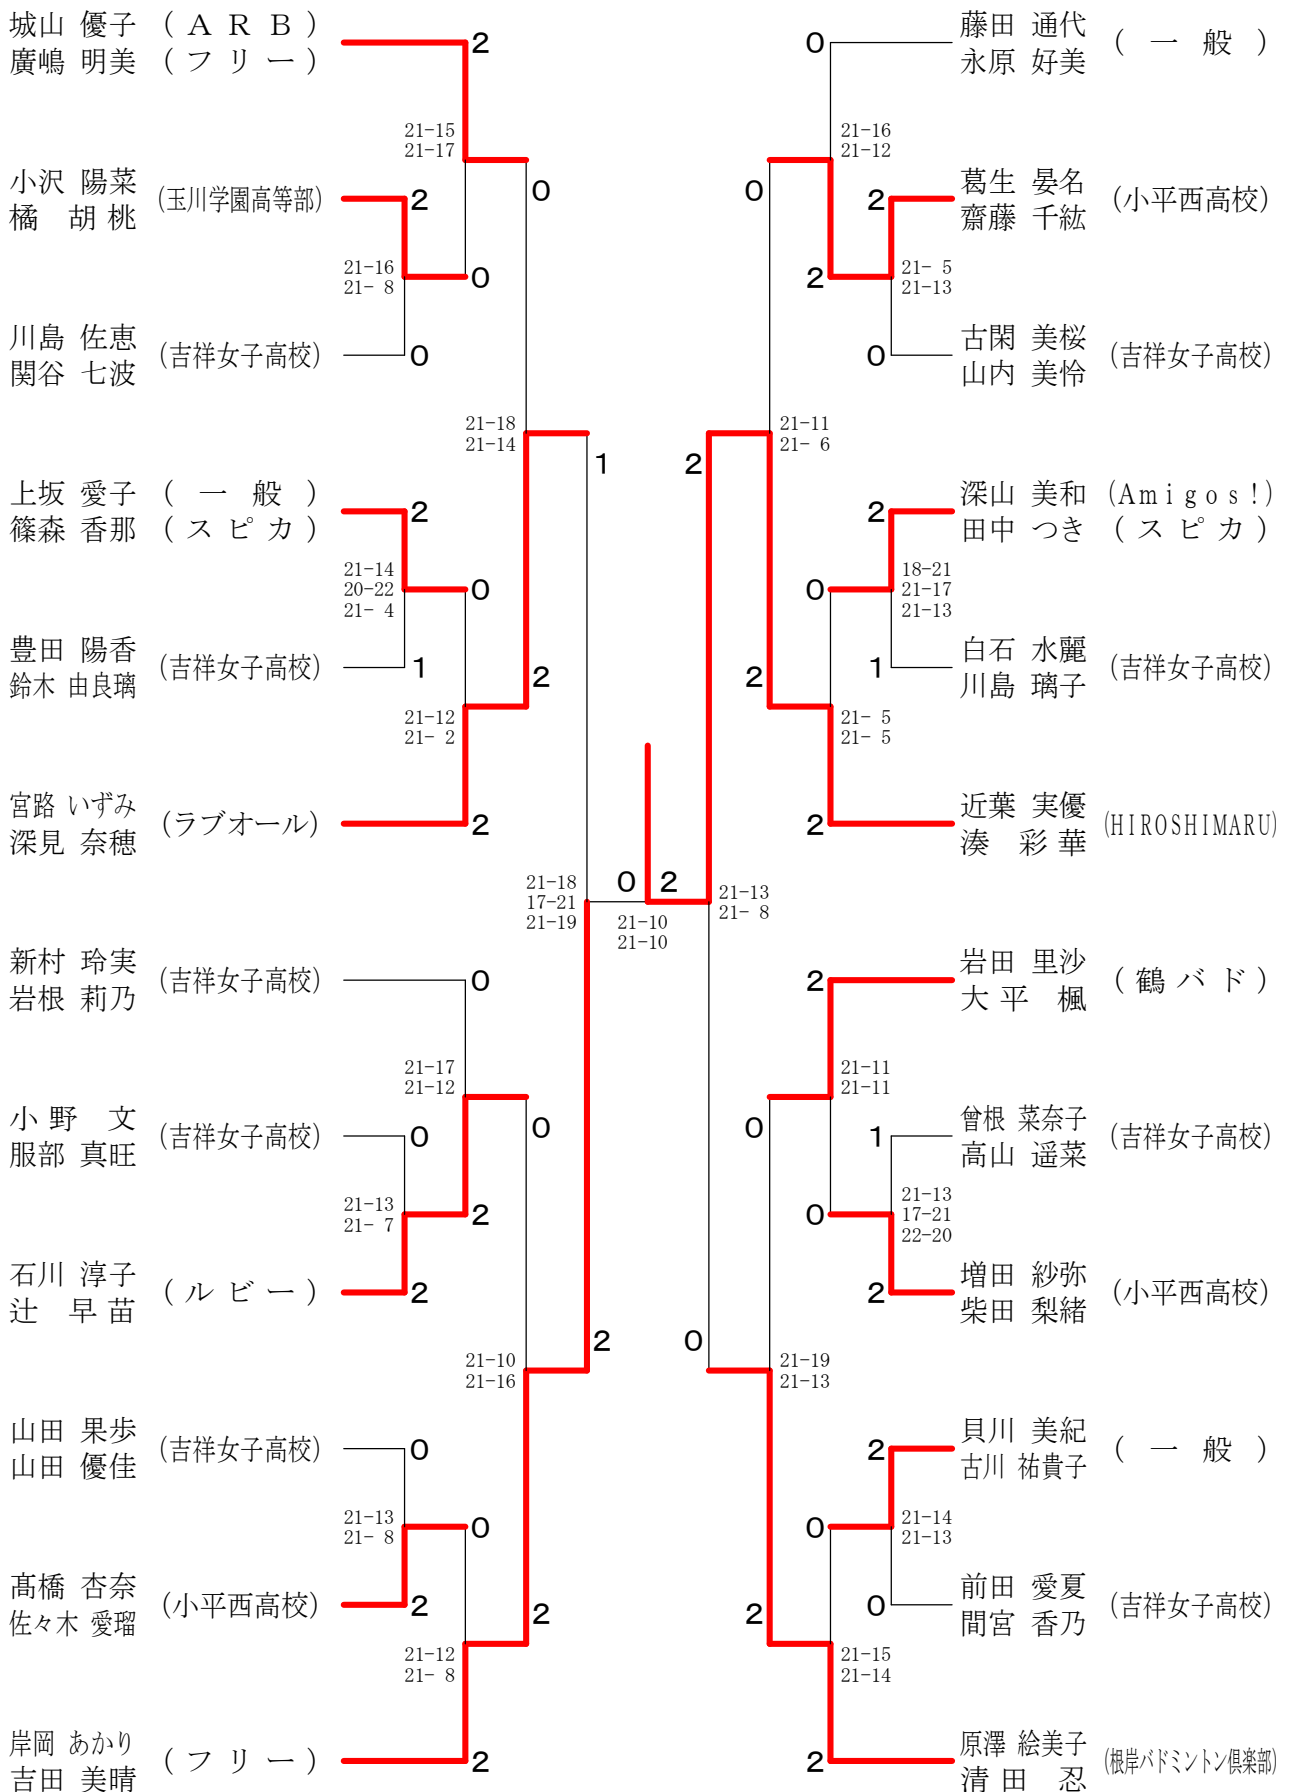 城山 優子 ( A R B )
廣嶋 明美 ( フ リ ー )
2
21-15
21-17
小沢 陽菜
橘 胡桃
(玉川学園高等部)
2
21-16
21- 8
0
0
川島 佐恵
関谷 七波
(吉祥女子高校)
0
21-18
21-14
1
上坂 愛子 ( 一 般 )
篠森 香那 ( ス ピ カ )
2
21-14
20-22
21- 4
0
豊田 陽香
鈴木 由良璃
(吉祥女子高校)
1
2
21-12
21- 2
宮路 いずみ
深見 奈穂
(ラブオール)
2
21-18
17-21
21-19
0 2
21-10
21-10
新村 玲実
岩根 莉乃
(吉祥女子高校)
0
21-17
21-12
小 野 文
服部 真旺
(吉祥女子高校)
0
0
21-13
21- 7
2
石川 淳子
辻 早苗
( ル ビ ー )
2
2
21-10
21-16
山田 果歩
山田 優佳
(吉祥女子高校)
0
21-13
21- 8
0
髙橋 杏奈
佐々木 愛瑠
(小平西高校)
2
2
21-12
21- 8
岸岡 あかり
吉田 美晴
( フ リ ー )
2
0
藤田 通代
永原 好美
( 一 般 )
21-16
21-12
0
2
葛生 晏名
齋藤 千紘
(小平西高校)
2
21- 5
21-13
0
古閑 美桜
山内 美怜
(吉祥女子高校)
21-11
21- 6
2
2
深山 美和 (Amigos!)
田中 つき ( ス ピ カ )
0
18-21
21-17
21-13
2
1
白石 水麗
川島 璃子
(吉祥女子高校)
21- 5
21- 5
2
近葉 実優
湊 彩華
(HIROSHIMARU)
21-13
21- 8
2
岩田 里沙
大平 楓
( 鶴 バ ド )
21-11
21-11
0
1
曾根 菜奈子
高山 遥菜
(吉祥女子高校)
0
21-13
17-21
22-20
2
増田 紗弥
柴田 梨緒
(小平西高校)
0
21-19
21-13
2
貝川 美紀
古川 祐貴子
( 一 般 )
0
21-14
21-13
2
0
前田 愛夏
間宮 香乃
(吉祥女子高校)
21-15
21-14
2
原澤 絵美子
清田 忍
(根岸バドミントン倶楽部)